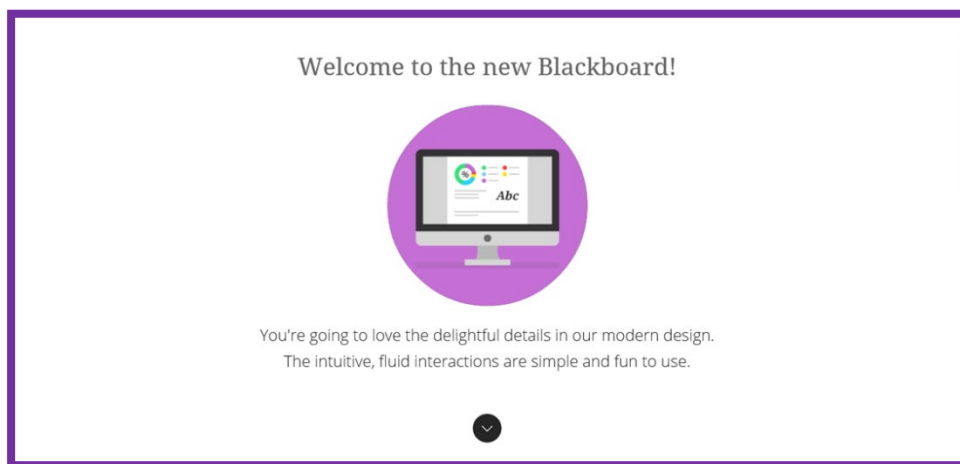 Welcome to the new Blackboard!
%
Abc
You're going to love the delightful details in our modern design.
The intuitive, fluid interactions are simple and fun to use.